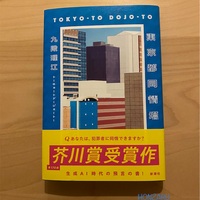 TOKYO-TO DOJO-TO
東京都同情塔
九段理江
Qあなたは、犯罪者に同情できますか?
芥川賞受賞作
生成AI時代の預言の書!
新潮社